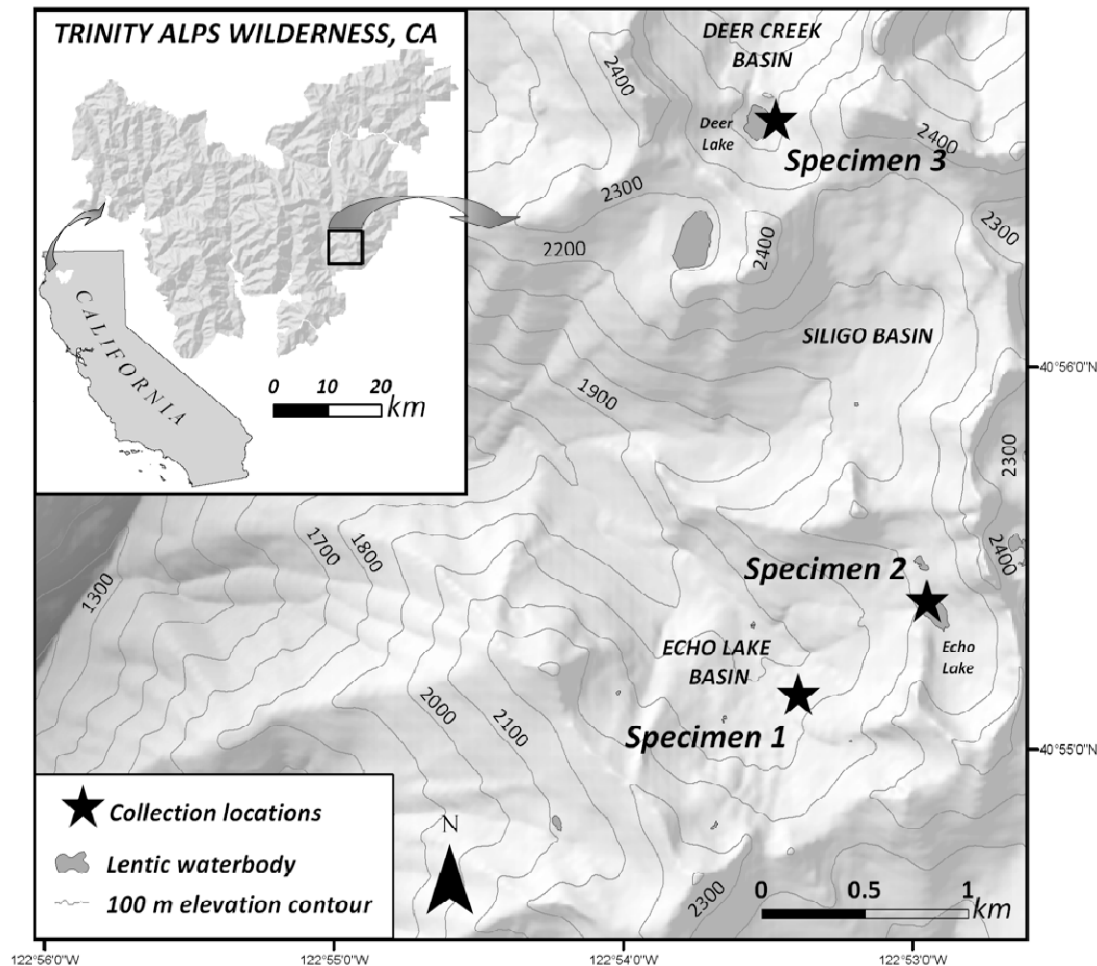 TRINITY ALPS WILDERNESS, CA
CALIFORNIA
0 10 20
km
DEER CREEK
BASIN
2400
Deer
Lake
2400
Specimen 3
2300
2300
2200
2400
SILIGO BASIN
40°56'0"N
1900
2300
1700
1800
2400
Specimen 2
1300
ECHO LAKE
BASIN
Echo
Lake
2000
2100
Specimen 1
40°55'0"N
Collection locations
Lentic waterbody
100 m elevation contour
N
2300
0 0.5 1
km
122°56'0"W
122°55'0"W
122°54'0"W
122°53'0"W